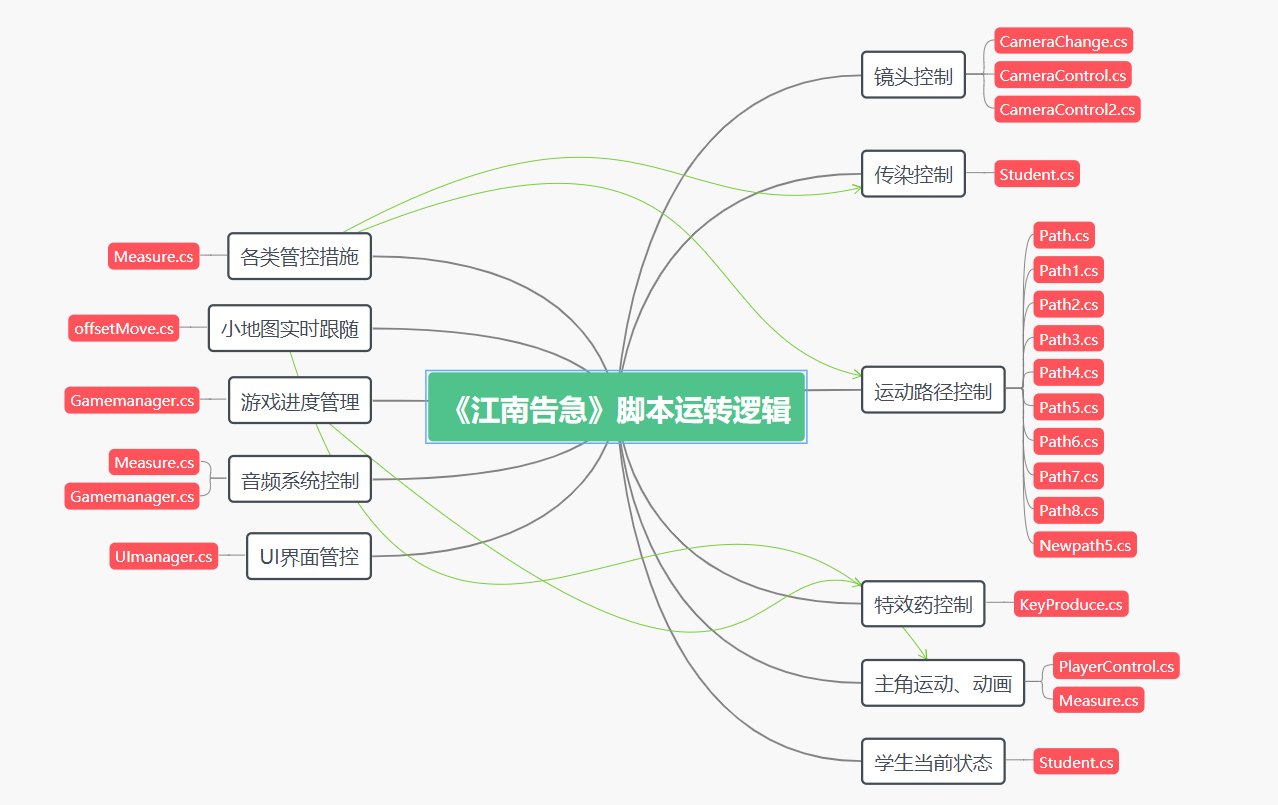 《江南告急》脚本运转逻辑
镜头控制
CameraChange.cs
CameraControl.cs
CameraControl2.cs
传染控制
Student.cs
运动路径控制
Path.cs
Path1.cs
Path2.cs
Path3.cs
Path4.cs
Path5.cs
Path6.cs
Path7.cs
Path8.cs
Newpath5.cs
特效药控制
KeyProduce.cs
主角运动、动画
PlayerControl.cs
Measure.cs
学生当前状态
Student.cs
各类管控措施
Measure.cs
小地图实时跟随
offsetMove.cs
游戏进度管理
Gamemanager.cs
音频系统控制
Measure.cs
Gamemanager.cs
UI界面管控
UImanager.cs